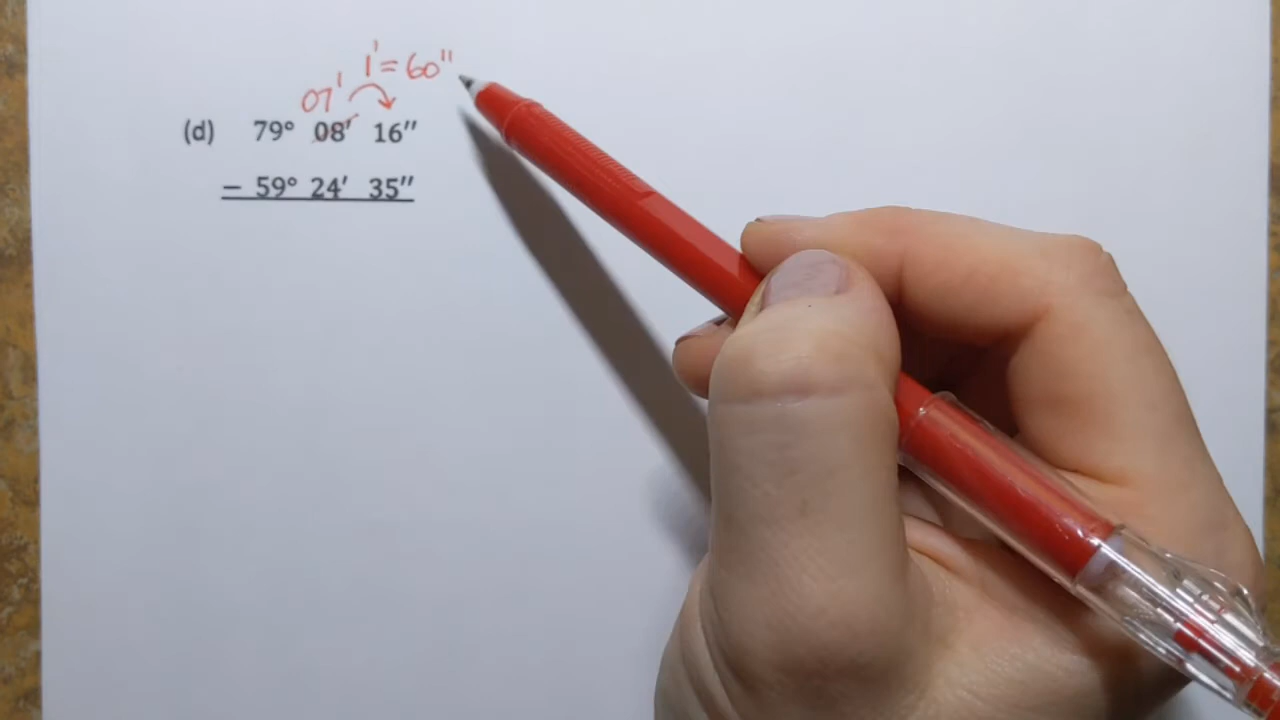 1' = 60"
07'
(d) 79° 08' 16"
– 59° 24' 35"